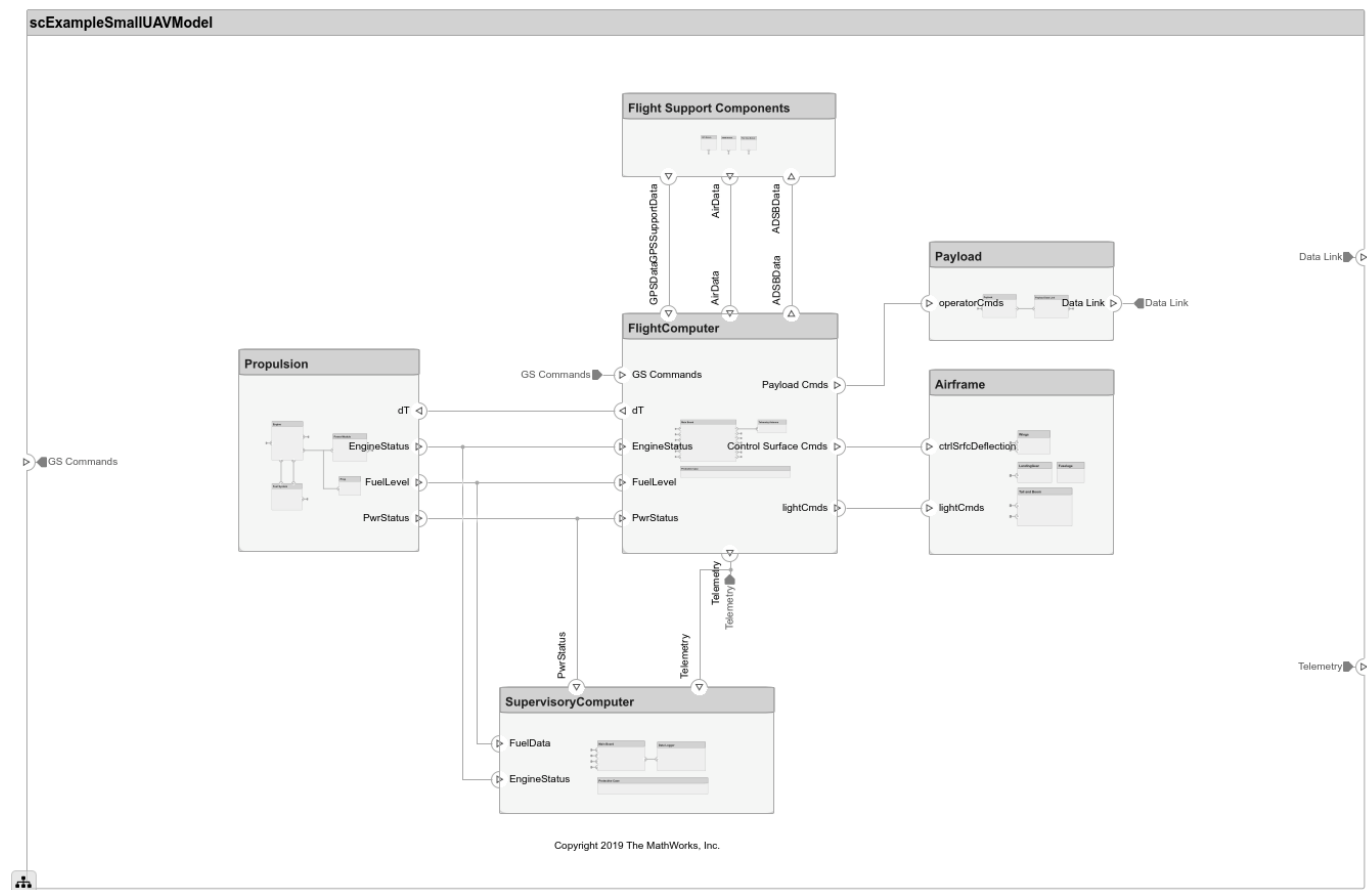 scExampleSmallUAVModel
Flight Support Components
GPSSupportData
AirData
ADSBData
GPSData
AirData
ADSBData
Payload
operatorCmds
Data Link
Data Link
Data Link
FlightComputer
GS Commands
GS Commands
Payload Cmds
dT
EngineStatus
Control Surface Cmds
FuelLevel
lightCmds
PwrStatus
Telemetry
Telemetry
Propulsion
dT
EngineStatus
FuelLevel
PwrStatus
Airframe
ctrlSrfcDeflection
lightCmds
GS Commands
Telemetry
PwrStatus
Telemetry
SupervisoryComputer
FuelData
EngineStatus
Copyright 2019 The MathWorks, Inc.